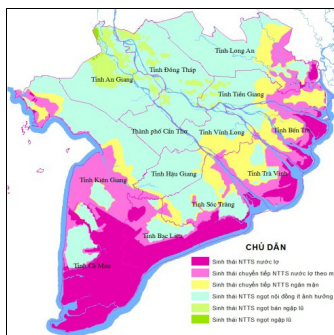 Tỉnh Long An
Tỉnh Đồng Tháp
Tỉnh An Giang
Tỉnh Tiền Giang
Thành phố Cần Thơ
Tỉnh Vĩnh Long
Tỉnh Bến Tre
Tỉnh Kiên Giang
Tỉnh Hậu Giang
Tỉnh Trà Vinh
Tỉnh Sóc Trăng
Tỉnh Bạc Liêu
Tỉnh Cà Mau
CHÚ DẪN
Sinh thái NTTS nước lợ
Sinh thái chuyển tiếp NTTS nước lợ theo m
Sinh thái chuyển tiếp NTTS ngăn mặn
Sinh thái NTTS ngọt nội đồng ít ảnh hưởng
Sinh thái NTTS ngọt bán ngập lũ
Sinh thái NTTS ngọt ngập lũ